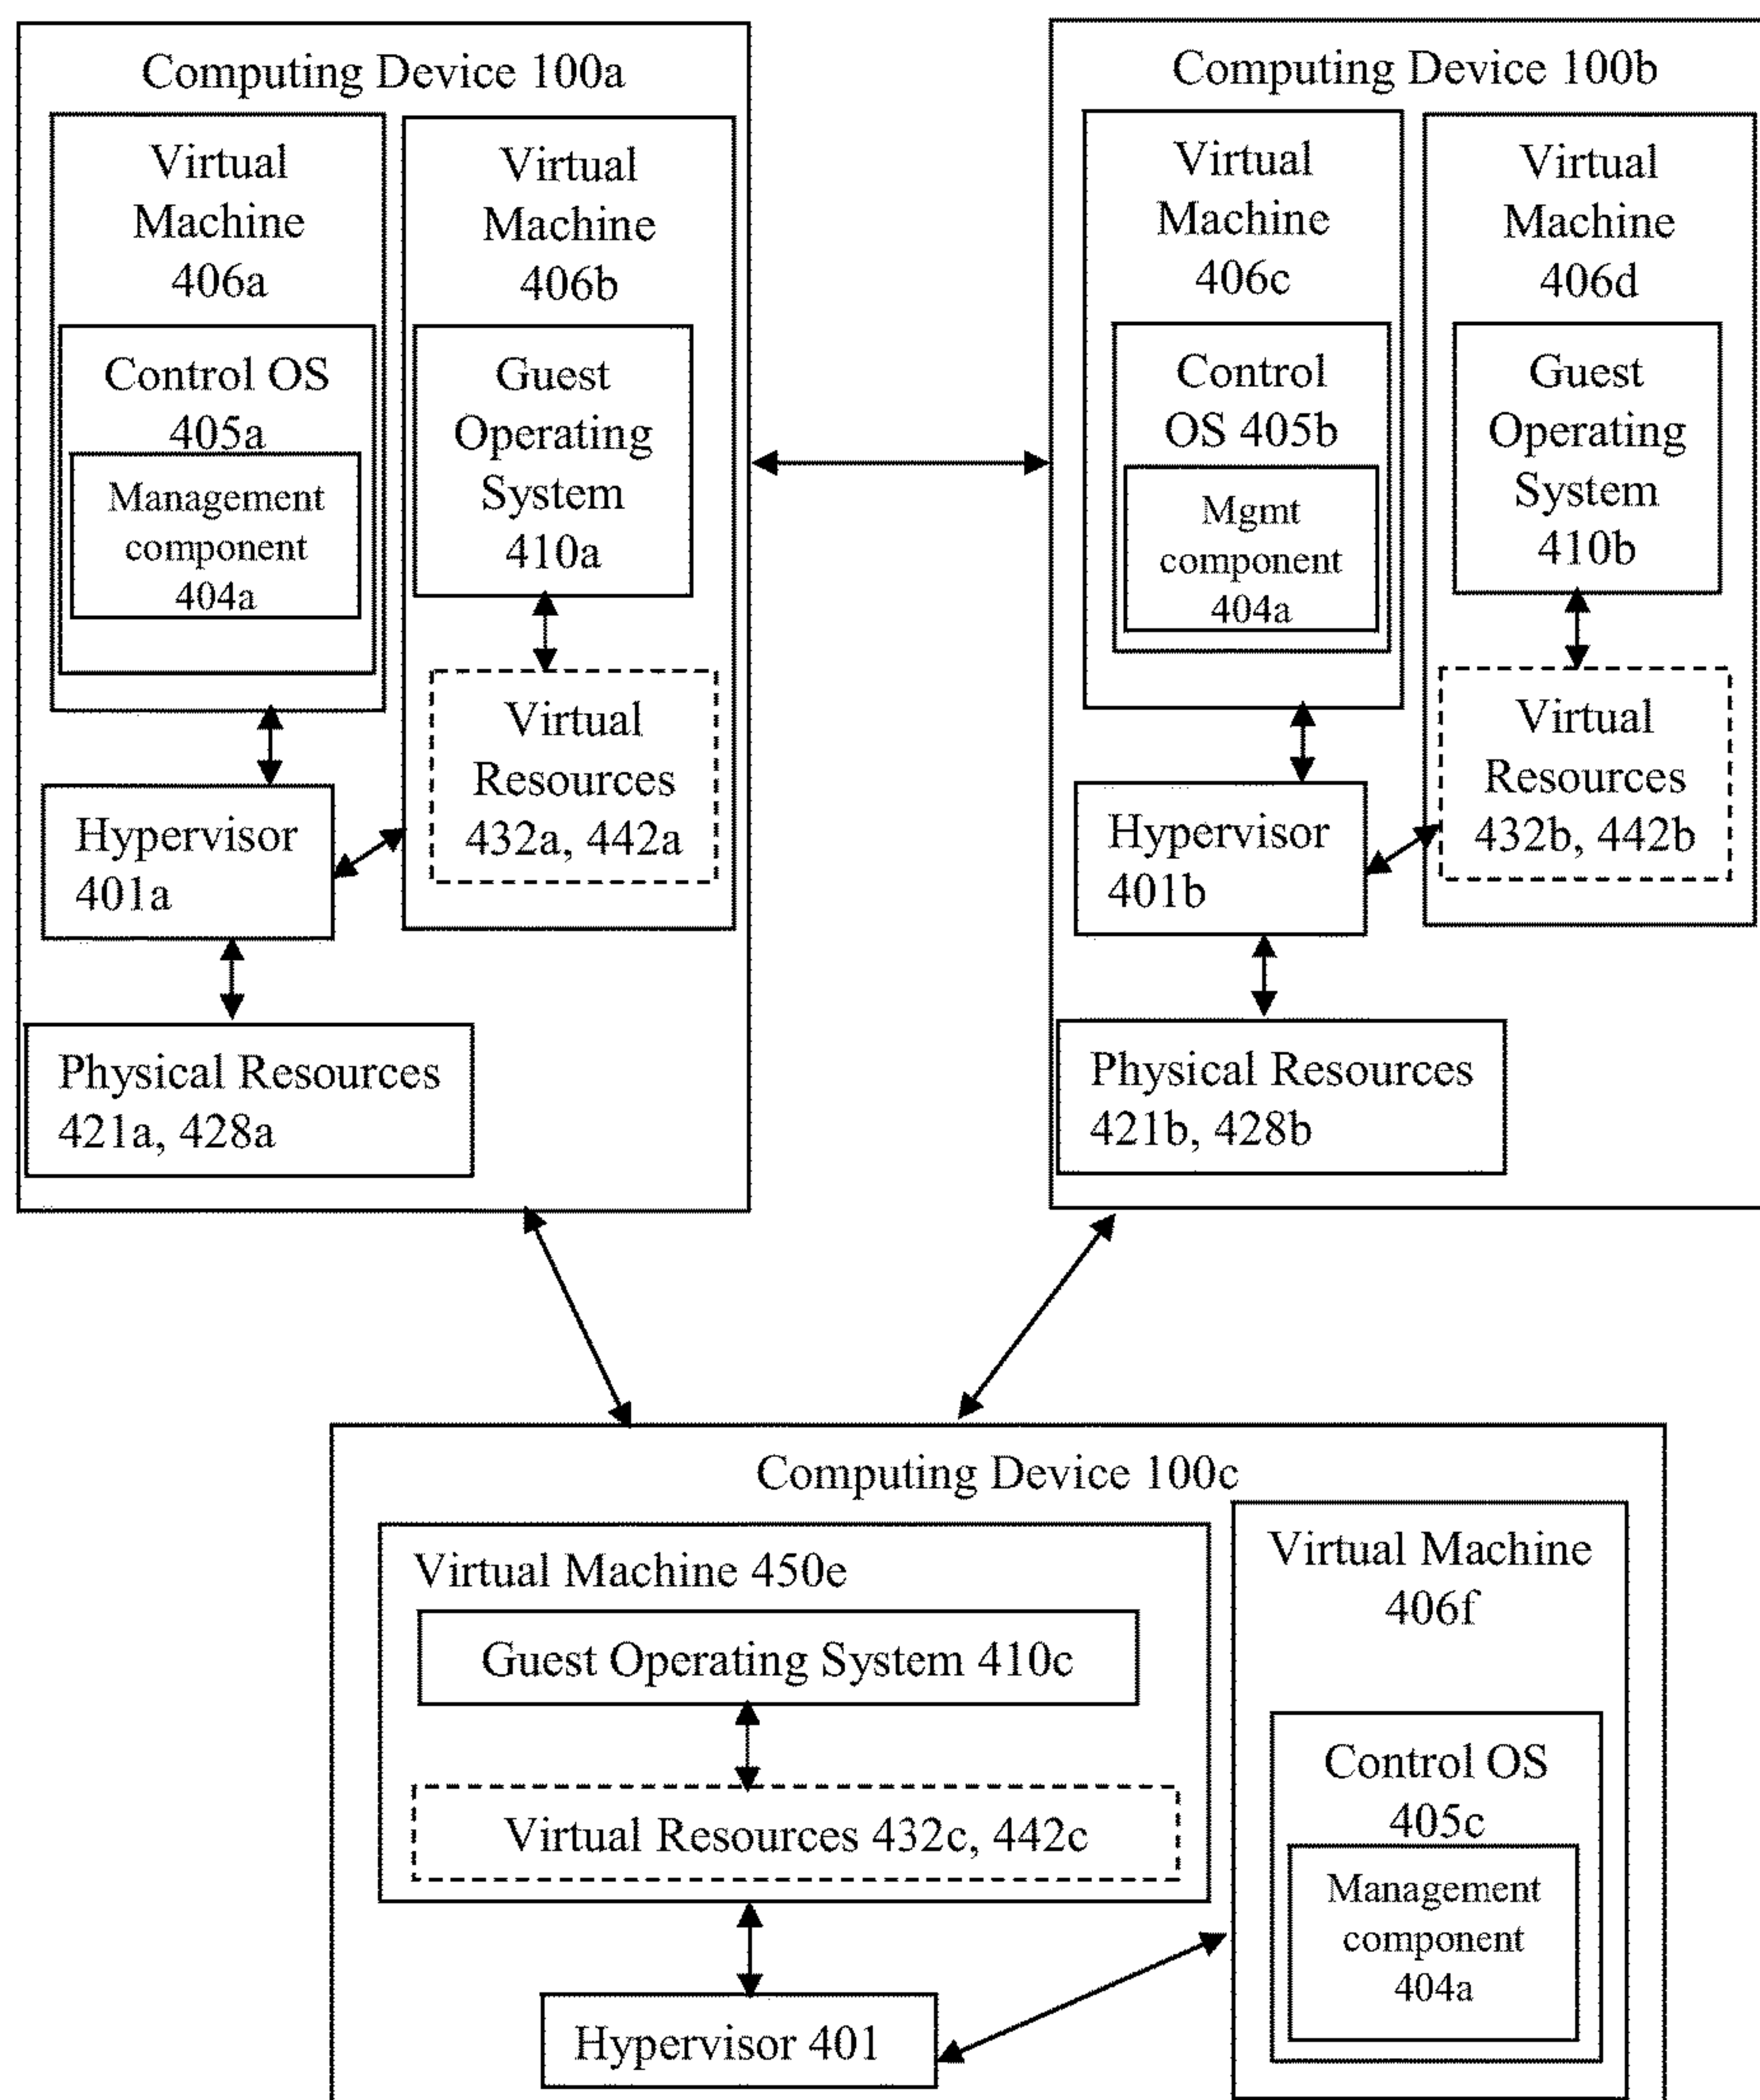 Computing Device 100a
Virtual
Machine
406a
Control OS
405a
Management
component
404a
Virtual
Machine
406b
Guest
Operating
System
410a
Virtual
Resources
432a, 442a
Hypervisor
401a
Physical Resources
421a, 428a
Computing Device 100b
Virtual
Machine
406c
Control
OS 405b
Mgmt
component
404a
Virtual
Machine
406d
Guest
Operating
System
410b
Virtual
Resources
432b, 442b
Hypervisor
401b
Physical Resources
421b, 428b
Computing Device 100c
Virtual Machine 450e
Guest Operating System 410c
Virtual Resources 432c, 442c
Hypervisor 401
Virtual Machine
406f
Control OS
405c
Management
component
404a